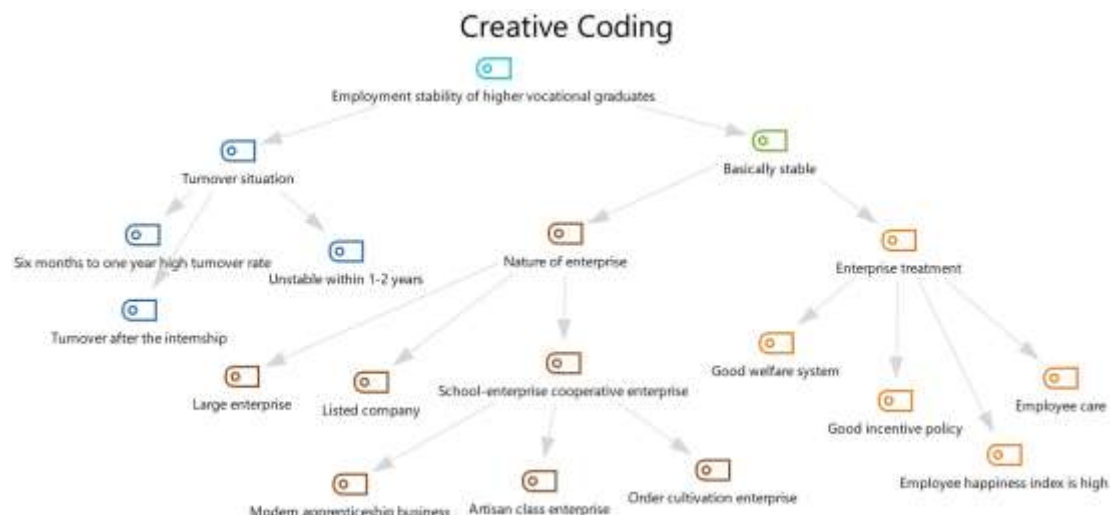 Creative Coding
Employment stability of higher vocational graduates
Turnover situation
Basically stable
Six months to one year high turnover rate
Unstable within 1-2 years
Nature of enterprise
Enterprise treatment
Turnover after the internship
Large enterprise
Listed company
School-enterprise cooperative enterprise
Good welfare system
Good incentive policy
Employee care
Employee happiness index is high
Modern apprenticeship business
Artisan class enterprise
Order cultivation enterprise